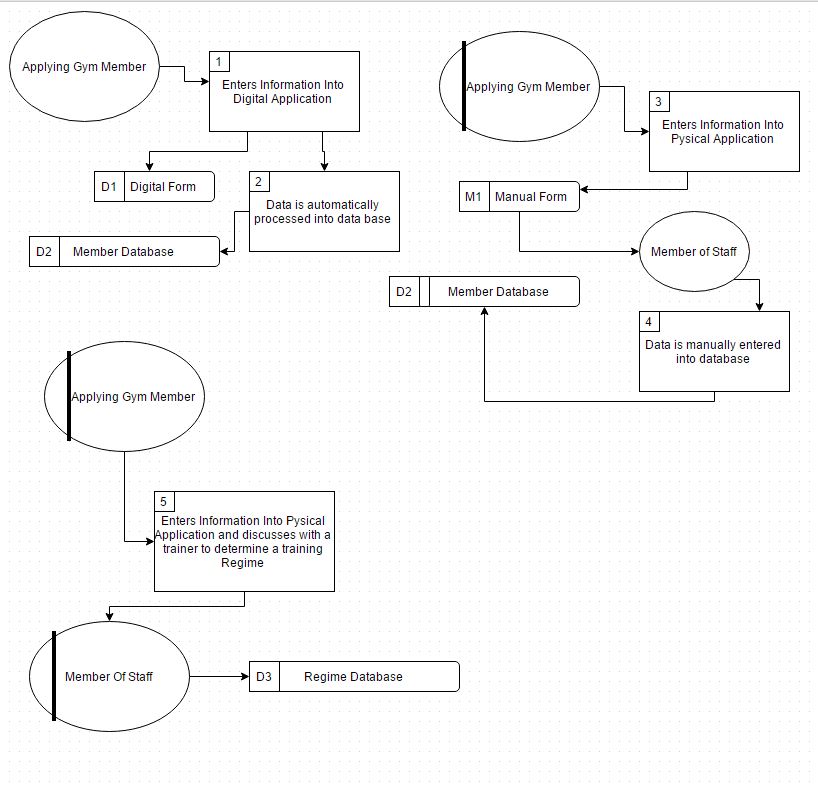 Applying Gym Member
1
Enters Information Into
Digital Application
D1 Digital Form
2
Data is automatically
processed into data base
D2 Member Database
Applying Gym Member
3
Enters Information Into
Pysical Application
M1 Manual Form
Member of Staff
D2 Member Database
4
Data is manually entered
into database
Applying Gym Member
5
Enters Information Into Pysical
Application and discusses with a
trainer to determine a training
Regime
Member Of Staff
D3 Regime Database